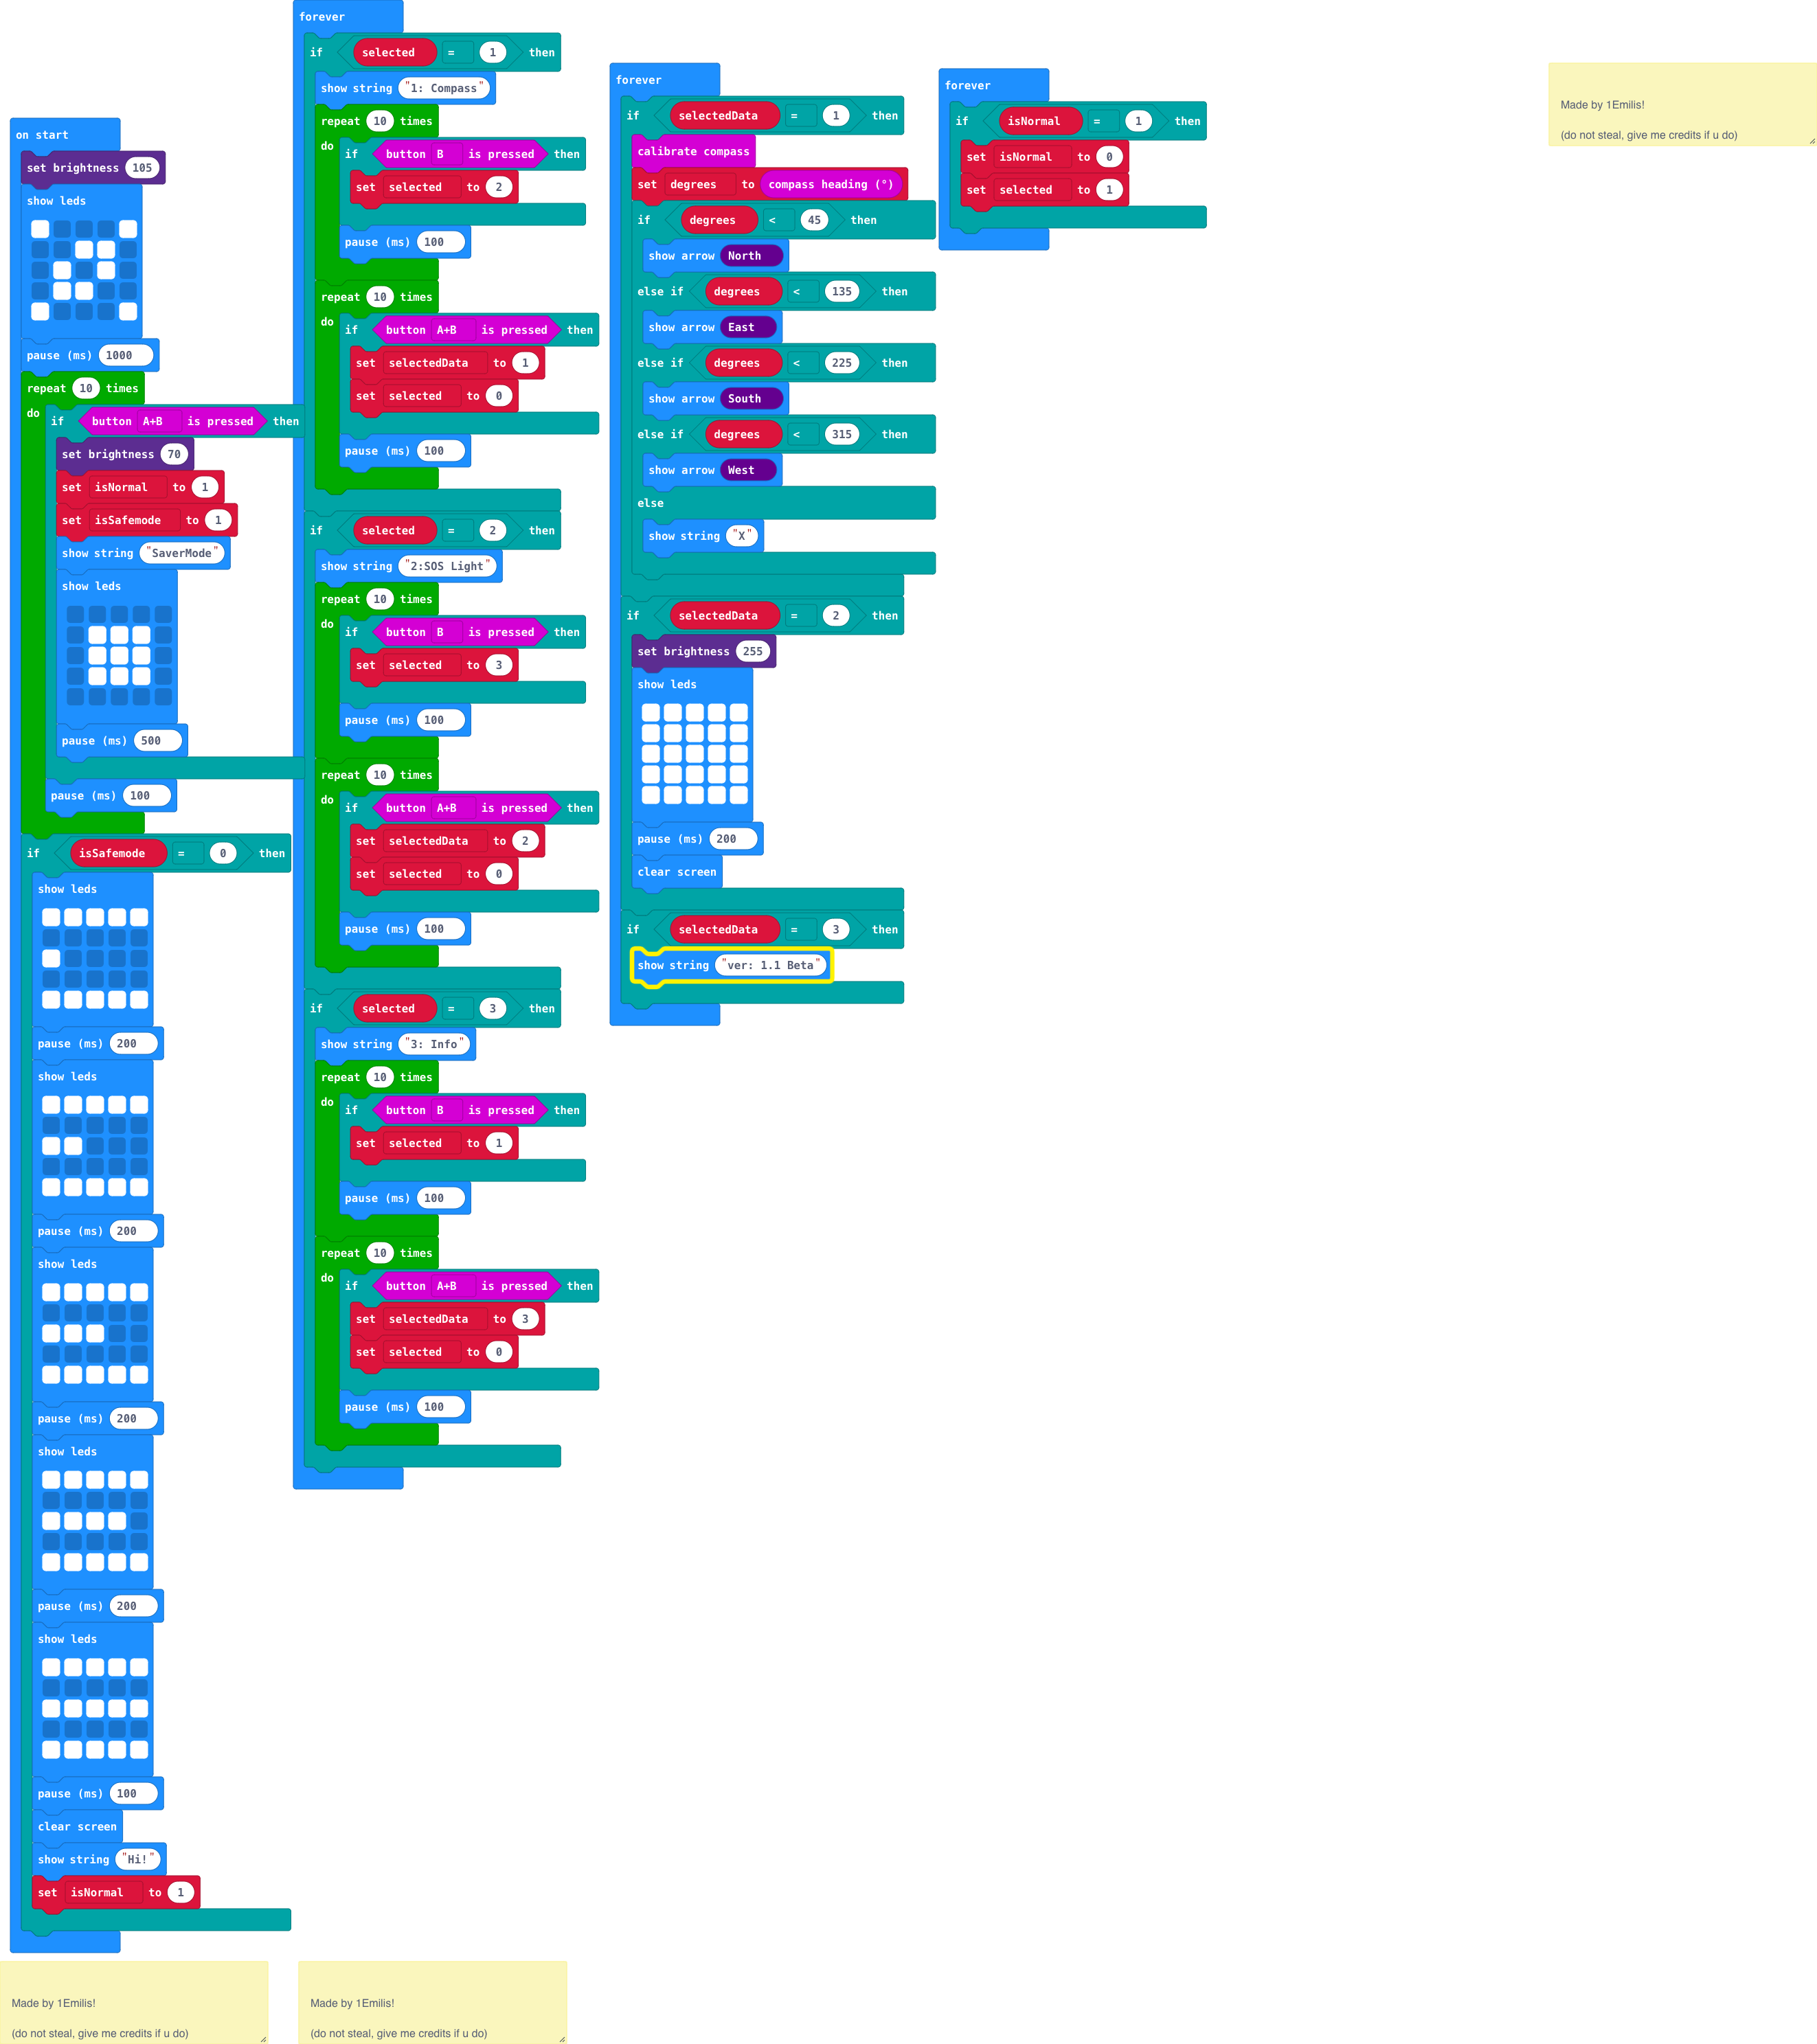 on start
set brightness 105
show leds
pause (ms) 1000
repeat 10 times
do if button A+B is pressed then
set brightness 70
set isNormal to 1
set isSafemode to 1
show string "SaverMode"
show leds
pause (ms) 500
pause (ms) 100
if isSafemode = 0 then
show leds
pause (ms) 200
show leds
pause (ms) 200
show leds
pause (ms) 200
show leds
pause (ms) 200
show leds
pause (ms) 100
clear screen
show string "Hi!"
set isNormal to 1
forever
if selected = 1 then
show string "1: Compass"
repeat 10 times
do if button B is pressed then
set selected to 2
pause (ms) 100
repeat 10 times
do if button A+B is pressed then
set selectedData to 1
set selected to 0
pause (ms) 100
if selected = 2 then
show string "2:SOS Light"
repeat 10 times
do if button B is pressed then
set selected to 3
pause (ms) 100
repeat 10 times
do if button A+B is pressed then
set selectedData to 2
set selected to 0
pause (ms) 100
if selected = 3 then
show string "3: Info"
repeat 10 times
do if button B is pressed then
set selected to 1
pause (ms) 100
repeat 10 times
do if button A+B is pressed then
set selectedData to 3
set selected to 0
pause (ms) 100
forever
if selectedData = 1 then
calibrate compass
set degrees to compass heading (°)
if degrees < 45 then
show arrow North
else if degrees < 135 then
show arrow East
else if degrees < 225 then
show arrow South
else if degrees < 315 then
show arrow West
else
show string "X"
if selectedData = 2 then
set brightness 255
show leds
pause (ms) 200
clear screen
if selectedData = 3 then
show string "ver: 1.1 Beta"
forever
if isNormal = 1 then
set isNormal to 0
set selected to 1
Made by 1Emilis!
(do not steal, give me credits if u do)
Made by 1Emilis!
(do not steal, give me credits if u do)
Made by 1Emilis!
(do not steal, give me credits if u do)